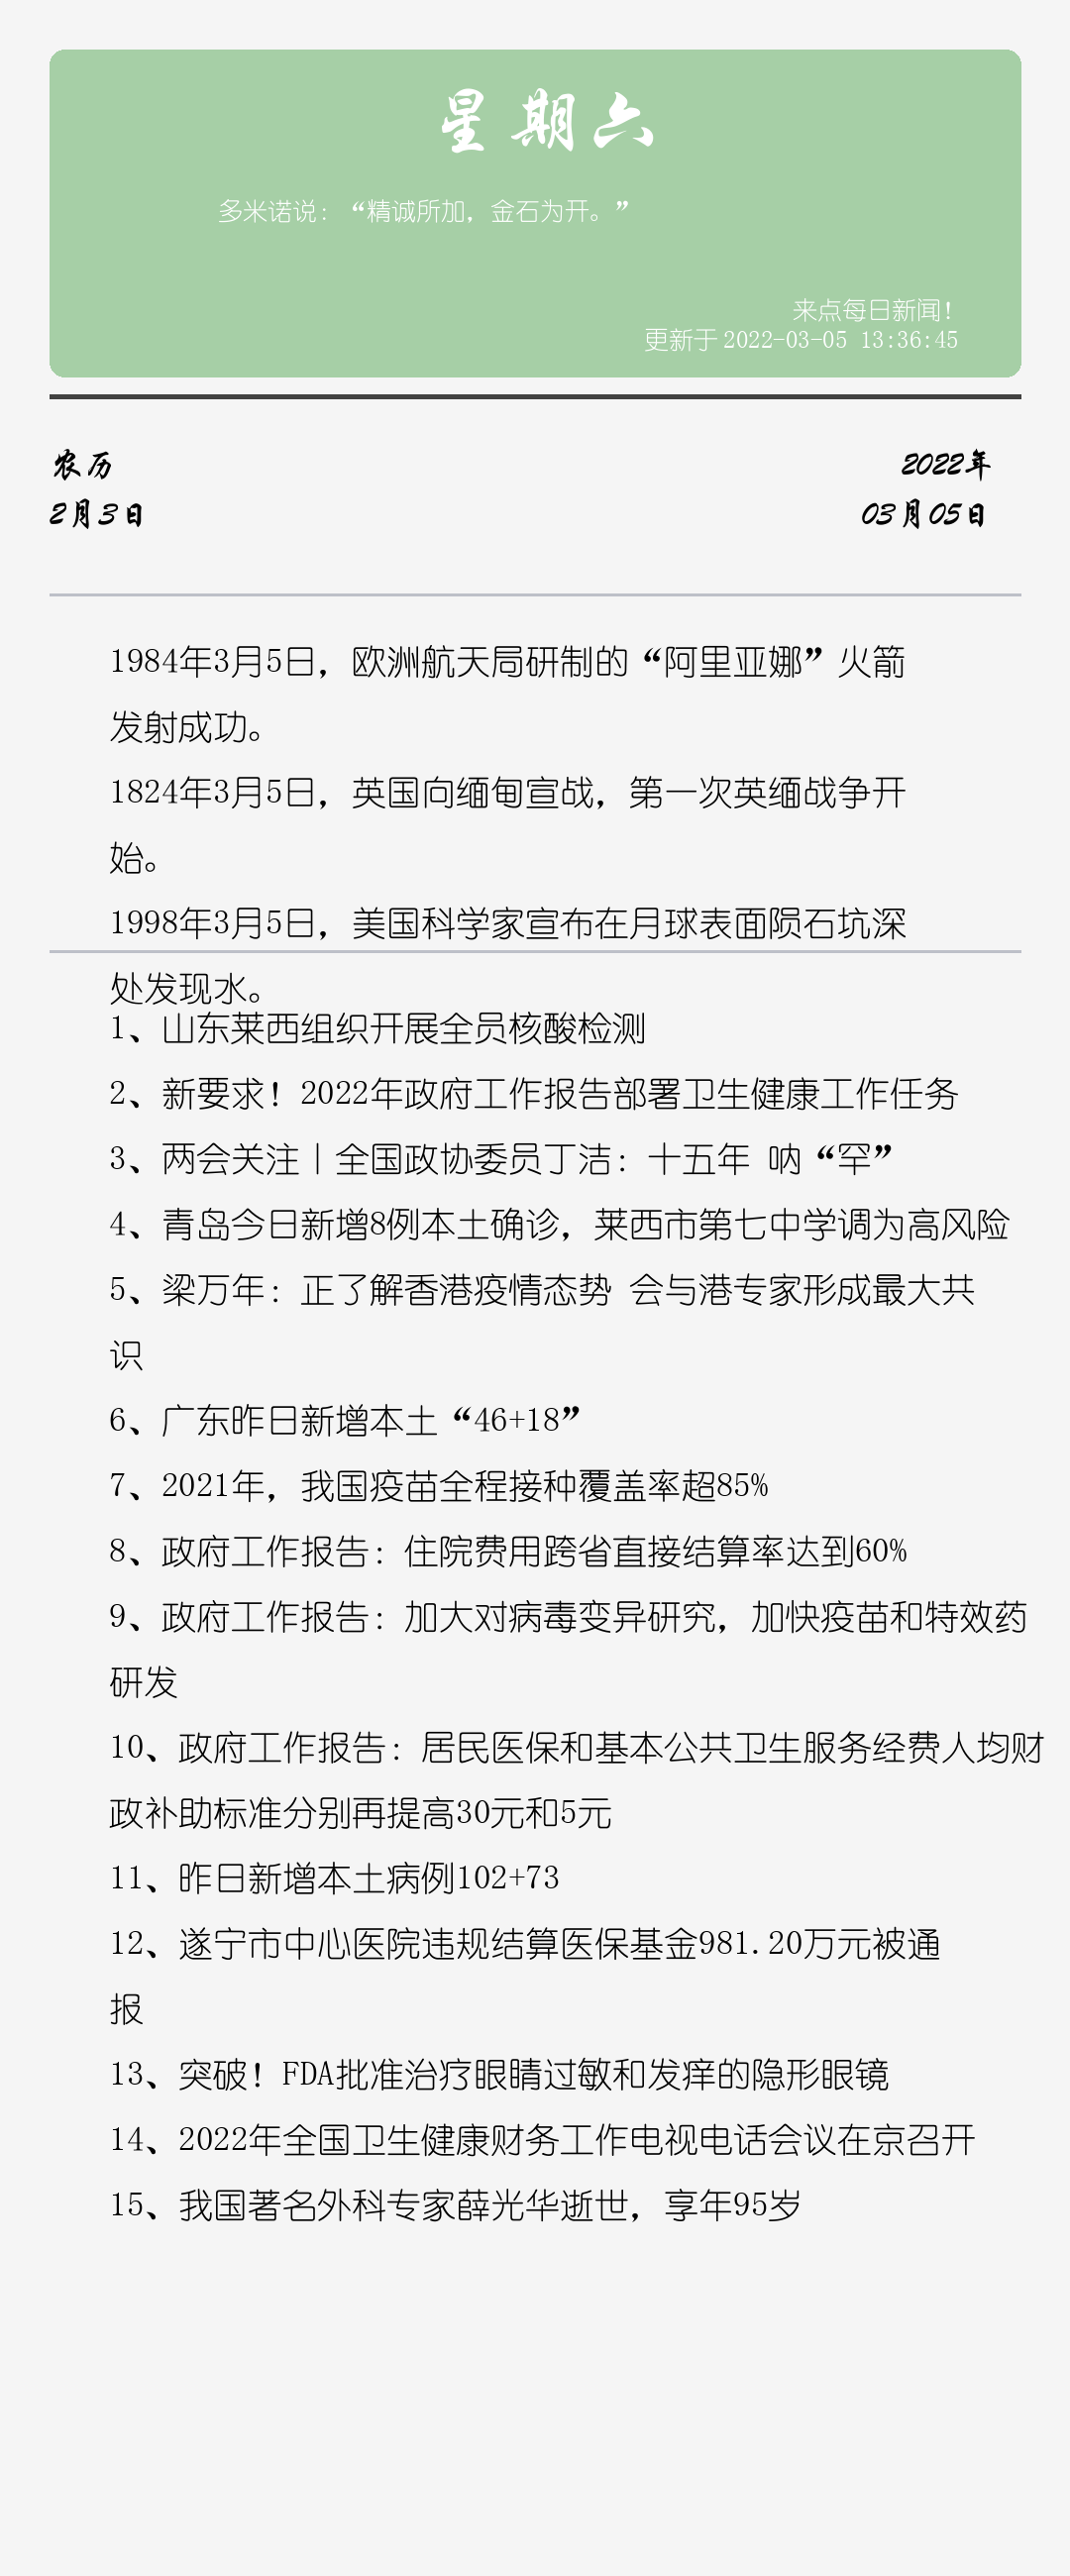 星期六
多米诺说：“精诚所加，金石为开。”
来点每日新闻！
更新于2022-03-05 13:36:45
农历
2月3日
2022年
03月05日
1984年3月5日，欧洲航天局研制的“阿里亚娜”火箭
发射成功。
1824年3月5日，英国向缅甸宣战，第一次英缅战争开
始。
1998年3月5日，美国科学家宣布在月球表面陨石坑深
处发现水。
1、山东莱西组织开展全员核酸检测
2、新要求！2022年政府工作报告部署卫生健康工作任务
3、两会关注丨全国政协委员丁洁：十五年 呐“罕”
4、青岛今日新增8例本土确诊，莱西市第七中学调为高风险
5、梁万年：正了解香港疫情态势 会与港专家形成最大共
识
6、广东昨日新增本土“46+18”
7、2021年，我国疫苗全程接种覆盖率超85%
8、政府工作报告：住院费用跨省直接结算率达到60%
9、政府工作报告：加大对病毒变异研究，加快疫苗和特效药
研发
10、政府工作报告：居民医保和基本公共卫生服务经费人均财
政补助标准分别再提高30元和5元
11、昨日新增本土病例102+73
12、遂宁市中心医院违规结算医保基金981.20万元被通
报
13、突破！FDA批准治疗眼睛过敏和发痒的隐形眼镜
14、2022年全国卫生健康财务工作电视电话会议在京召开
15、我国著名外科专家薛光华逝世，享年95岁